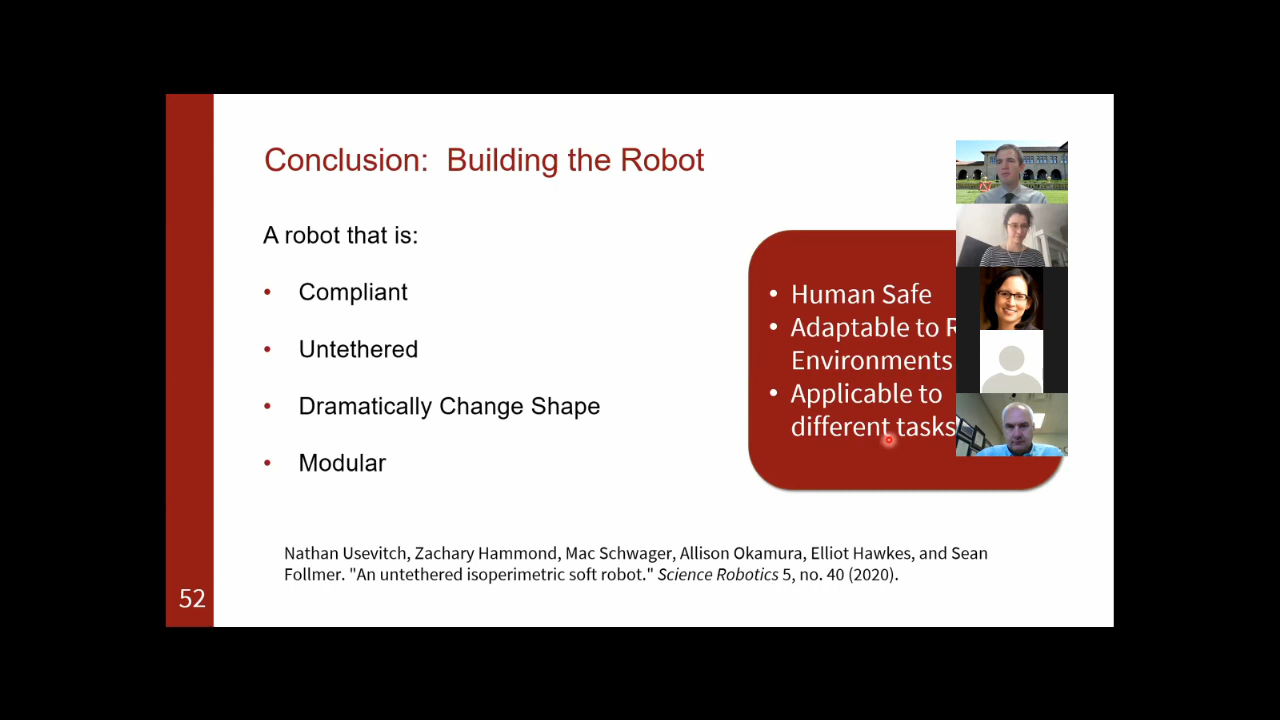 Conclusion: Building the Robot
A robot that is:
• Compliant
• Untethered
• Dramatically Change Shape
• Modular
• Human Safe
• Adaptable to
Environments
• Applicable to
different tasks
Nathan Usevitch, Zachary Hammond, Mac Schwager, Allison Okamura, Elliot Hawkes, and Sean
Follmer. "An untethered isoperimetric soft robot." Science Robotics 5, no. 40 (2020).
52